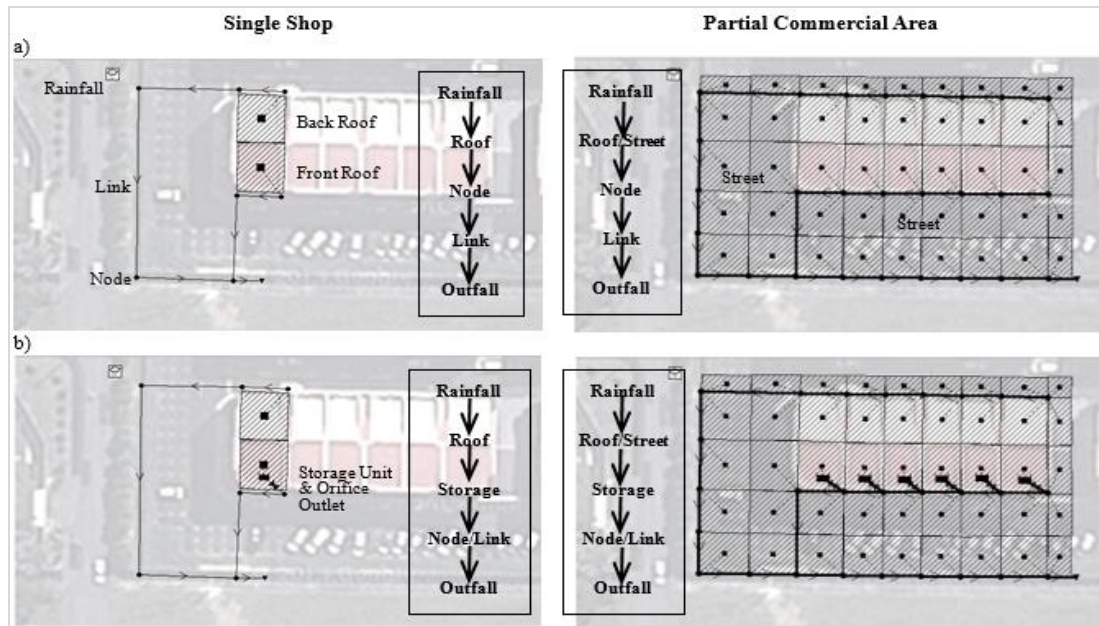 Single Shop
Partial Commercial Area
a)
Rainfall
Back Roof
Front Roof
Link
Node
Rainfall
Roof
Node
Link
Outfall
Rainfall
Roof/Street
Node
Link
Outfall
Street
Street
b)
Storage Unit
& Orifice
Outlet
Rainfall
Roof
Storage
Node/Link
Outfall
Rainfall
Roof/Street
Storage
Node/Link
Outfall